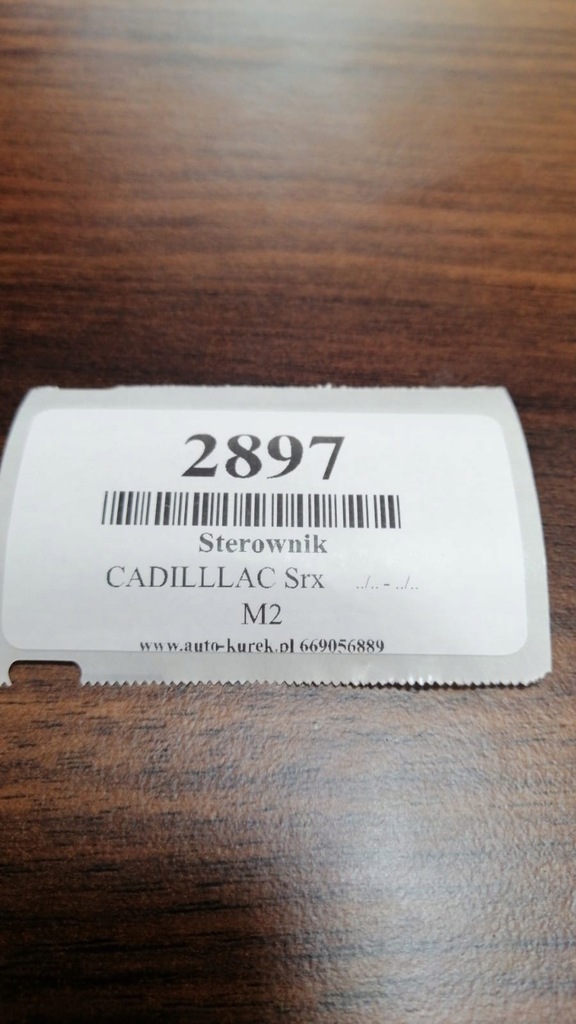 2897
Sterownik
CADILLLAC Srx ../.. - ../..
M2
www.auto-kurek.pl 669056889